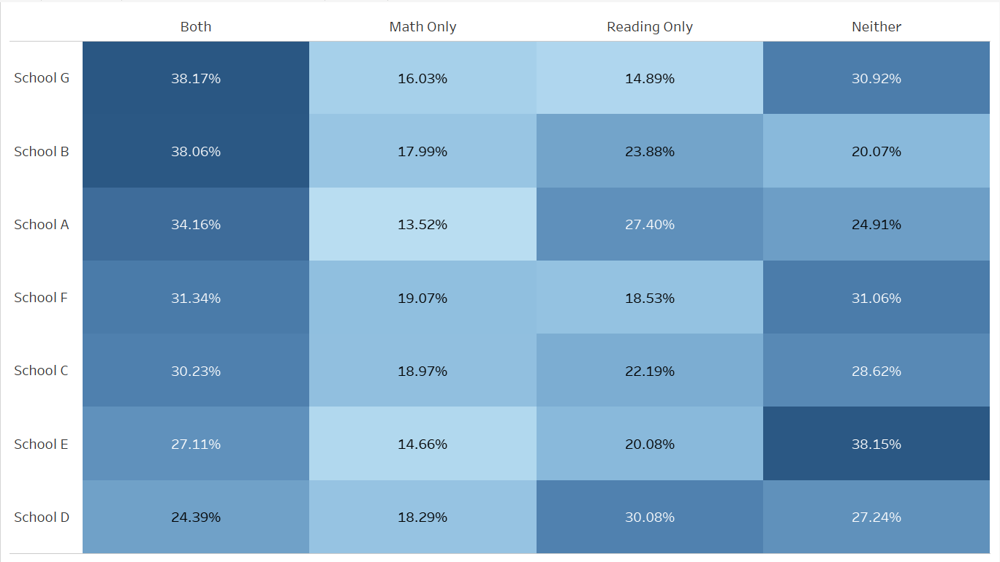 Both Math Only Reading Only Neither
School G 38.17% 16.03% 14.89% 30.92%
School B 38.06% 17.99% 23.88% 20.07%
School A 34.16% 13.52% 27.40% 24.91%
School F 31.34% 19.07% 18.53% 31.06%
School C 30.23% 18.97% 22.19% 28.62%
School E 27.11% 14.66% 20.08% 38.15%
School D 24.39% 18.29% 30.08% 27.24%